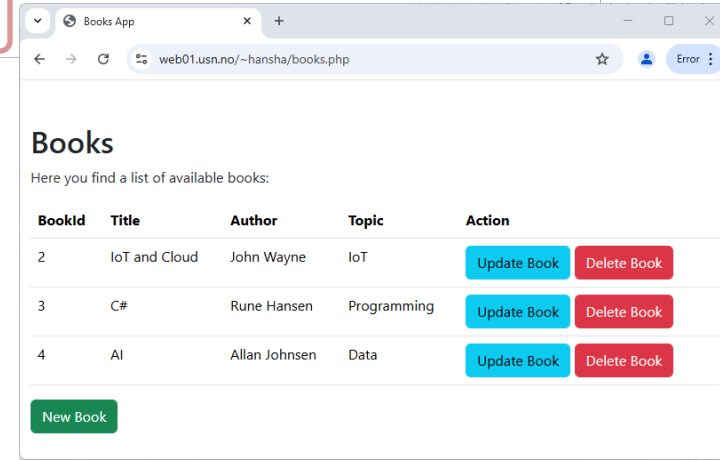 Books App
web01.usn.no/~hansha/books.php
Error
Books
Here you find a list of available books:
BookId Title Author Topic Action
2 IoT and Cloud John Wayne IoT Update Book Delete Book
3 C# Rune Hansen Programming Update Book Delete Book
4 AI Allan Johnsen Data Update Book Delete Book
New Book